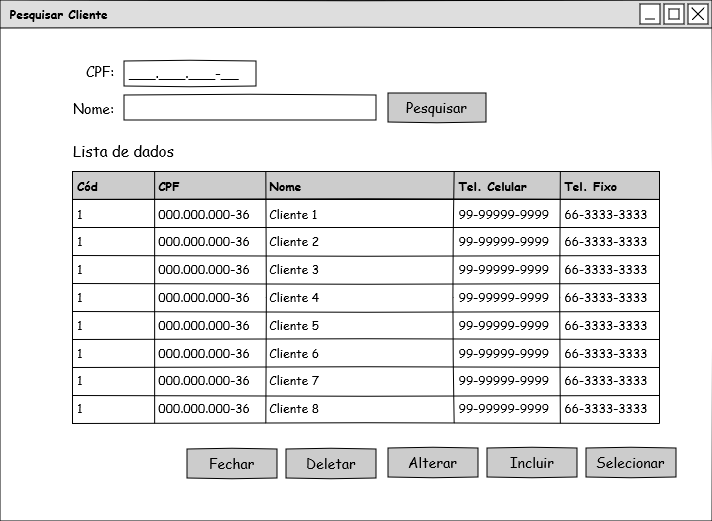 Pesquisar Cliente
CPF: ___.___.___-__
Nome:
Pesquisar
Lista de dados
Cód CPF Nome Tel. Celular Tel. Fixo
1 000.000.000-36 Cliente 1 99-99999-9999 66-3333-3333
1 000.000.000-36 Cliente 2 99-99999-9999 66-3333-3333
1 000.000.000-36 Cliente 3 99-99999-9999 66-3333-3333
1 000.000.000-36 Cliente 4 99-99999-9999 66-3333-3333
1 000.000.000-36 Cliente 5 99-99999-9999 66-3333-3333
1 000.000.000-36 Cliente 6 99-99999-9999 66-3333-3333
1 000.000.000-36 Cliente 7 99-99999-9999 66-3333-3333
1 000.000.000-36 Cliente 8 99-99999-9999 66-3333-3333
Fechar Deletar Alterar Incluir Selecionar